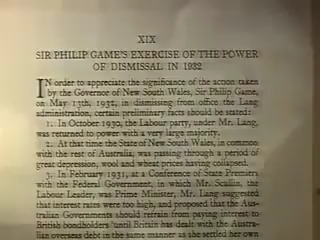 XIX
SIR PHILIP GAME'S EXERCISE OF THE POWER
OF DISMISSAL IN 1932
IN order to appreciate the significance of the action taken
by the Governor of New South Wales, Sir Philip Game,
on May 13th, 1932, in dismissing from office the Lang
administration, certain preliminary facts should be stated:
1. In October 1930, the Labour party, under Mr. Lang,
was returned to power with a very large majority.
2. At that time the State of New South Wales, in common
with the rest of Australia, was passing through a period of
great depression, wool and wheat prices having collapsed.
3. In February 1931, at a Conference of State Premiers
with the Federal Government, in which Mr. Scullin, the
Labour Leader, was Prime Minister, Mr. Lang suggested
that interest rates were too high, and proposed that the Aus-
tralian Governments should refrain from paying interest to
British bondholders 'until Britain has dealt with the Austra-
lian overseas debt in the same manner as she settled her own